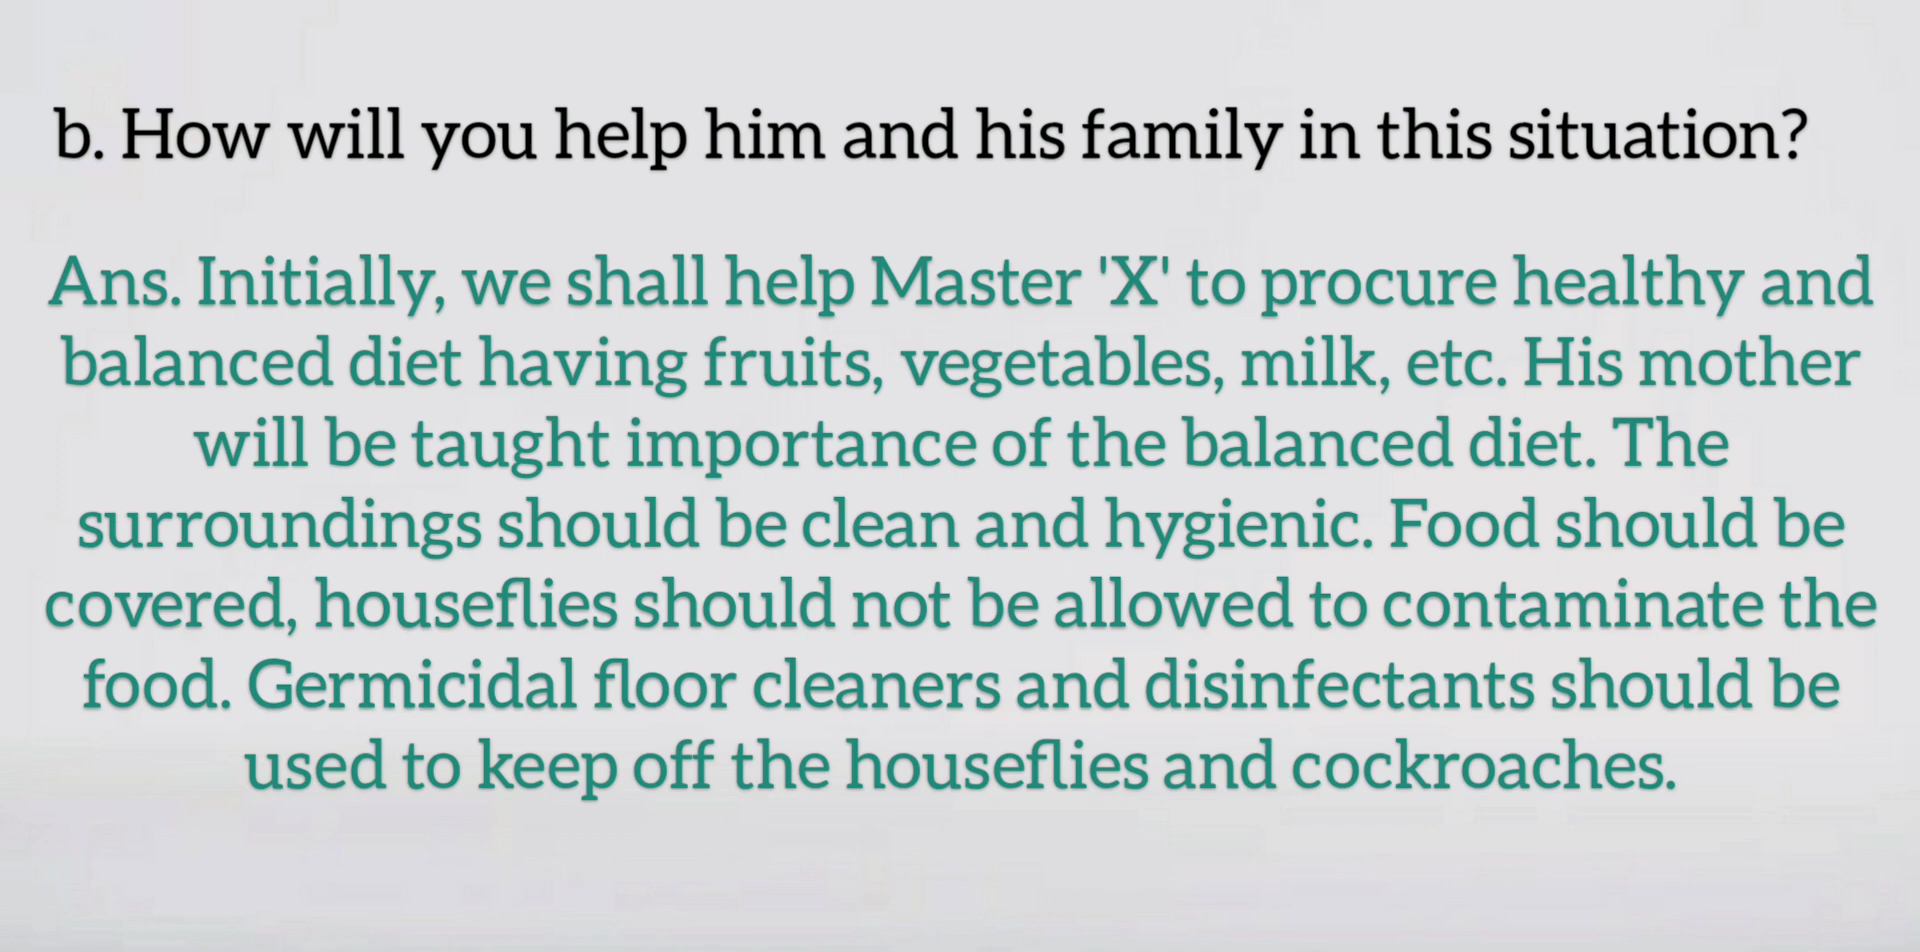 b. How will you help him and his family in this situation?
Ans. Initially, we shall help Master 'X' to procure healthy and
balanced diet having fruits, vegetables, milk, etc. His mother
will be taught importance of the balanced diet. The
surroundings should be clean and hygienic. Food should be
covered, houseflies should not be allowed to contaminate the
food. Germicidal floor cleaners and disinfectants should be
used to keep off the houseflies and cockroaches.